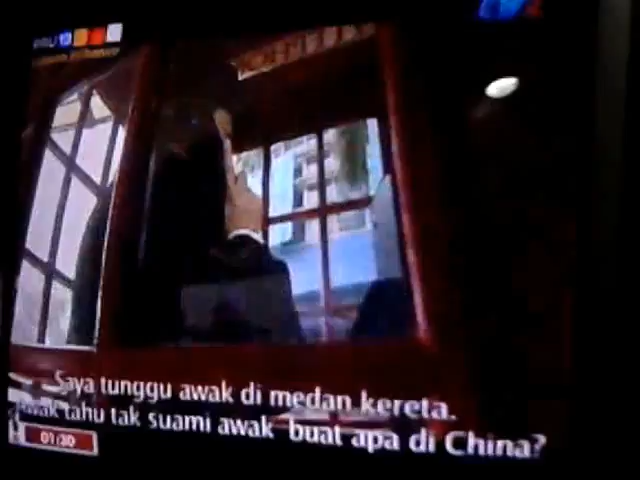 Saya tunggu awak di medan kereta.
tahu tak suami awak buat apa di China?
01:30